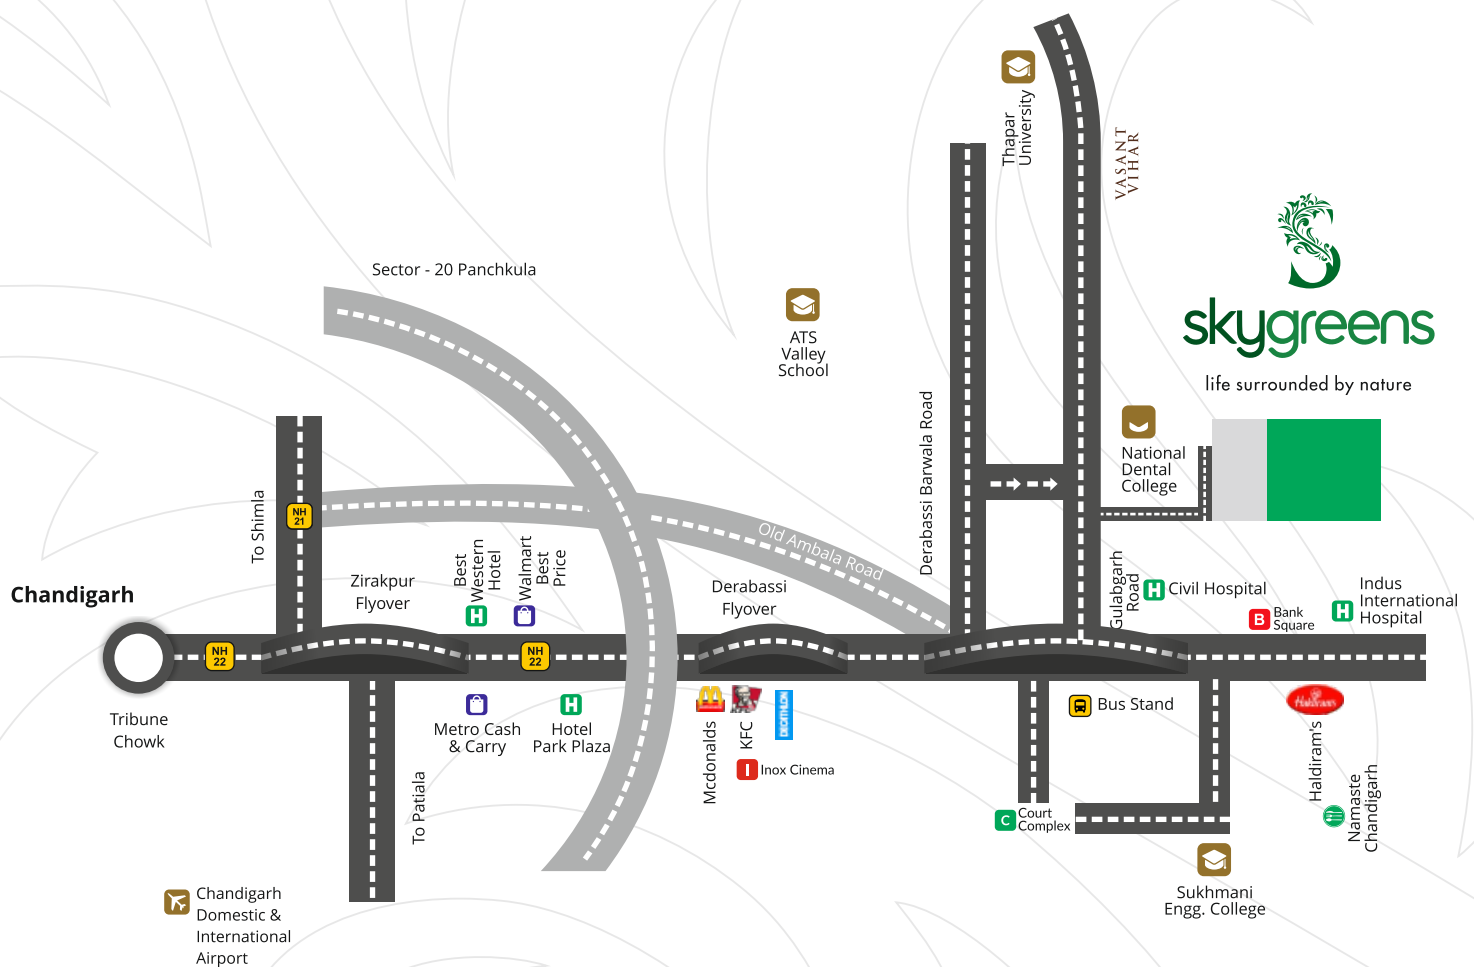 Thapar
University
VASANT
VIHAR
Sector - 20 Panchkula
ATS
Valley
School
S
skygreens
life surrounded by nature
Derabassi Barwala Road
National
Dental
College
To Shimla
NH
21
Old Ambala Road
Best
Western
Hotel
Walmart
Best
Price
Zirakpur
Flyover
Derabassi
Flyover
Gulabgarh
Road
H
Civil Hospital
B
Bank
Square
H
Indus
International
Hospital
Chandigarh
H
NH
22
NH
22
Tribune
Chowk
Metro Cash
& Carry
H
Hotel
Park Plaza
Mcdonalds
KFC
DECATHLON
I
Inox Cinema
Bus Stand
Haldiram's
Haldiram's
Namaste
Chandigarh
To Patiala
C
Court
Complex
Sukhmani
Engg. College
Chandigarh
Domestic &
International
Airport